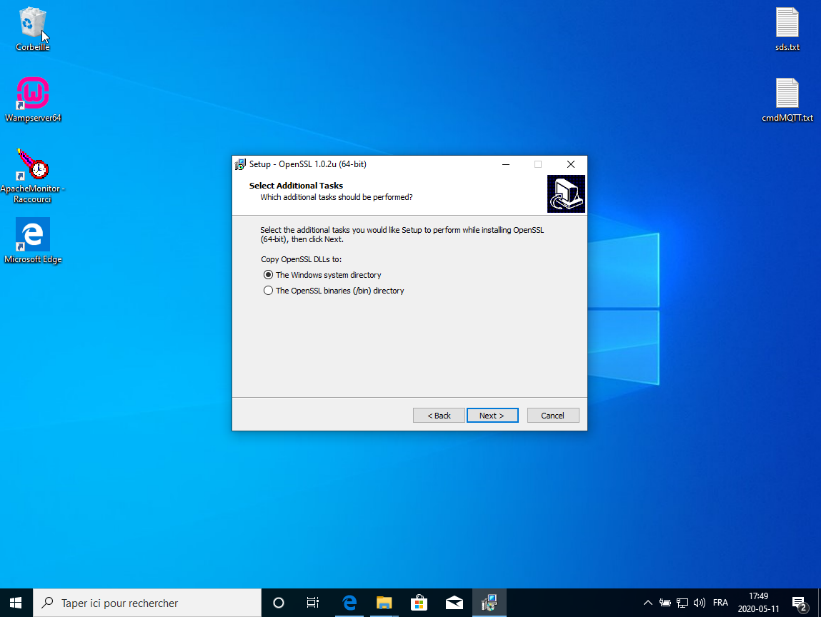 Corbeille
Wampserver64
ApacheMonitor -
Raccourci
Microsoft Edge
sds.txt
cmdMQTT.txt
Setup - OpenSSL 1.0.2u (64-bit)
Select Additional Tasks
Which additional tasks should be performed?
Select the additional tasks you would like Setup to perform while installing OpenSSL
(64-bit), then click Next.
Copy OpenSSL DLLs to:
The Windows system directory
The OpenSSL binaries (/bin) directory
< Back
Next >
Cancel
Taper ici pour rechercher
FRA
17:49
2020-05-11
2